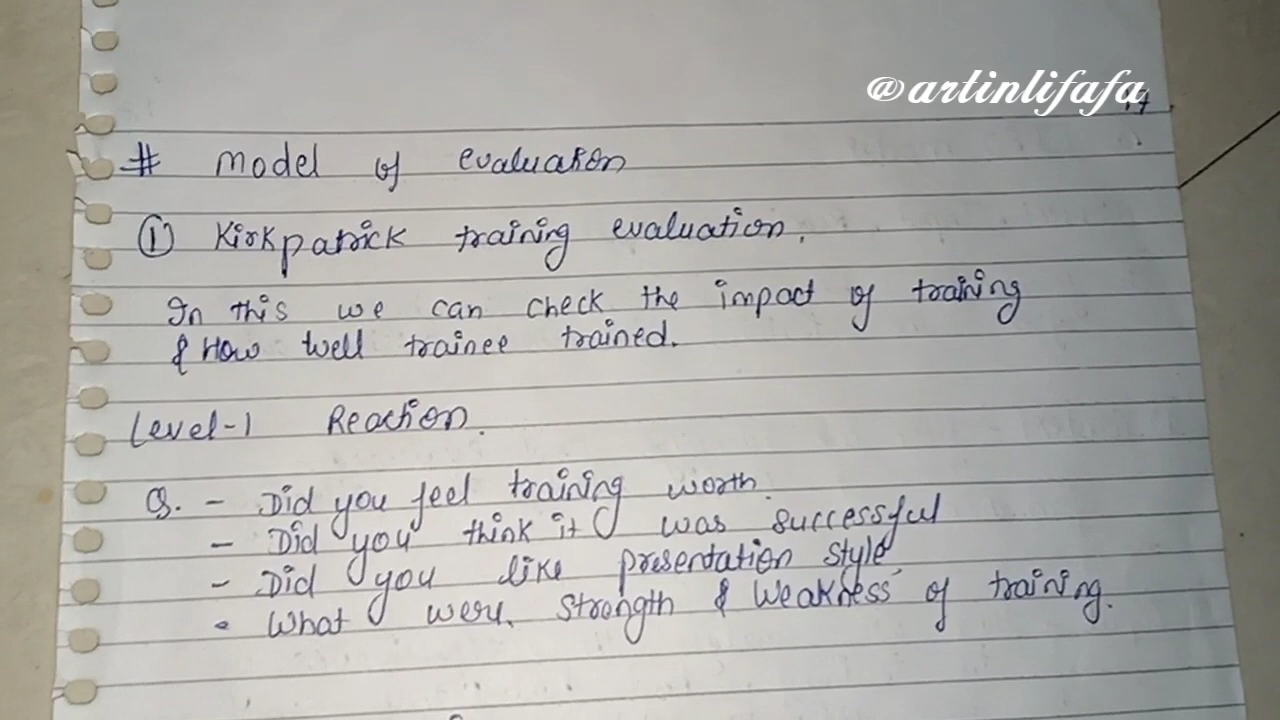 @artinlifafa
# Model of evaluation
① Kirkpatrick training evaluation.
In this we can check the impact of training
& How well trainee trained.
Level-1 Reaction.
Q. - Did you feel training worth.
- Did you think it was successful
- Did you like presentation style
• What were strength & weakness of training.